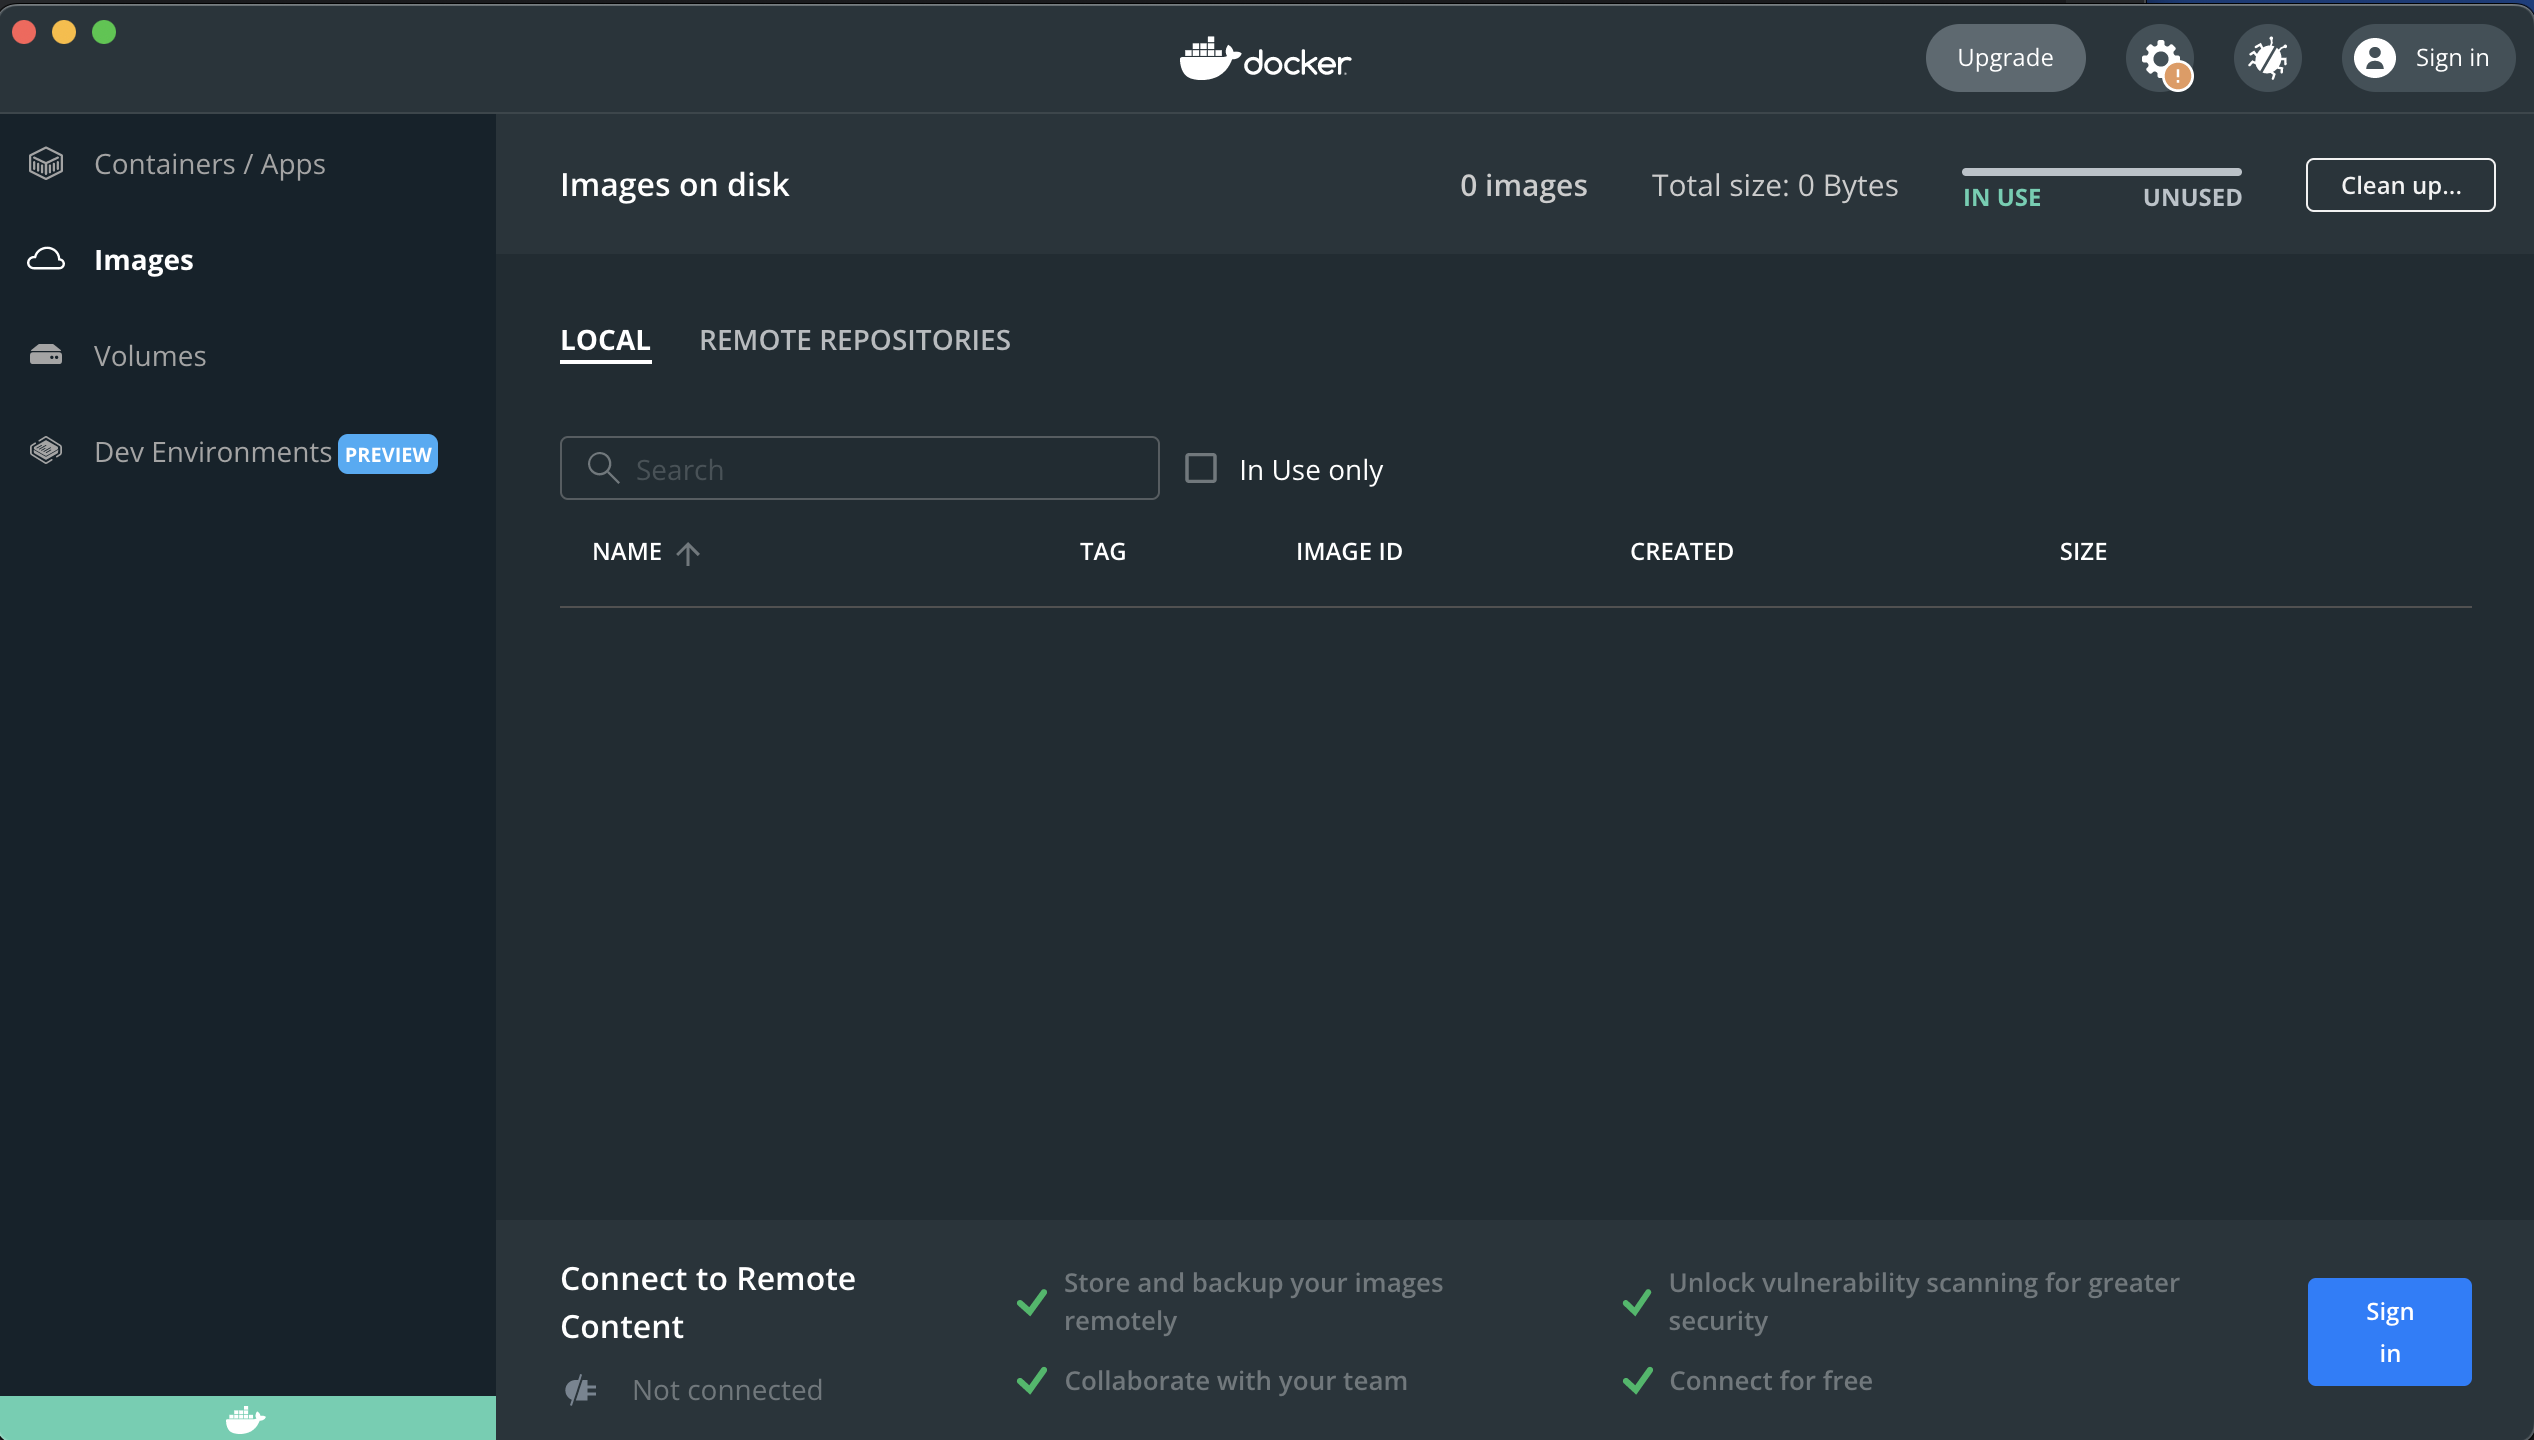 docker
Upgrade
!
Sign in
Containers / Apps
Images
Volumes
Dev Environments PREVIEW
Images on disk
0 images
Total size: 0 Bytes
IN USE
UNUSED
Clean up...
LOCAL
REMOTE REPOSITORIES
Search
In Use only
NAME
TAG
IMAGE ID
CREATED
SIZE
Connect to Remote
Content
Not connected
Store and backup your images
remotely
Collaborate with your team
Unlock vulnerability scanning for greater
security
Connect for free
Sign
in